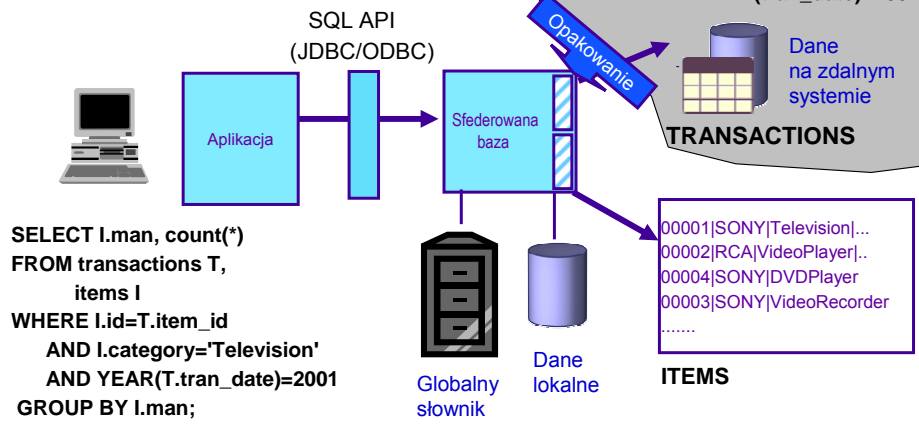 SQL API
(JDBC/ODBC)
Opakowanie
Dane
na zdalnym
systemie
TRANSACTIONS
Aplikacja
Sfederowana
baza
SELECT I.man, count(*)
FROM transactions T,
items I
WHERE I.id=T.item_id
AND I.category='Television'
AND YEAR(T.tran_date)=2001
GROUP BY I.man;
Globalny
słownik
Dane
lokalne
00001|SONY|Television|...
00002|RCA|VideoPlayer|..
00004|SONY|DVDPlayer
00003|SONY|VideoRecorder
.......
ITEMS